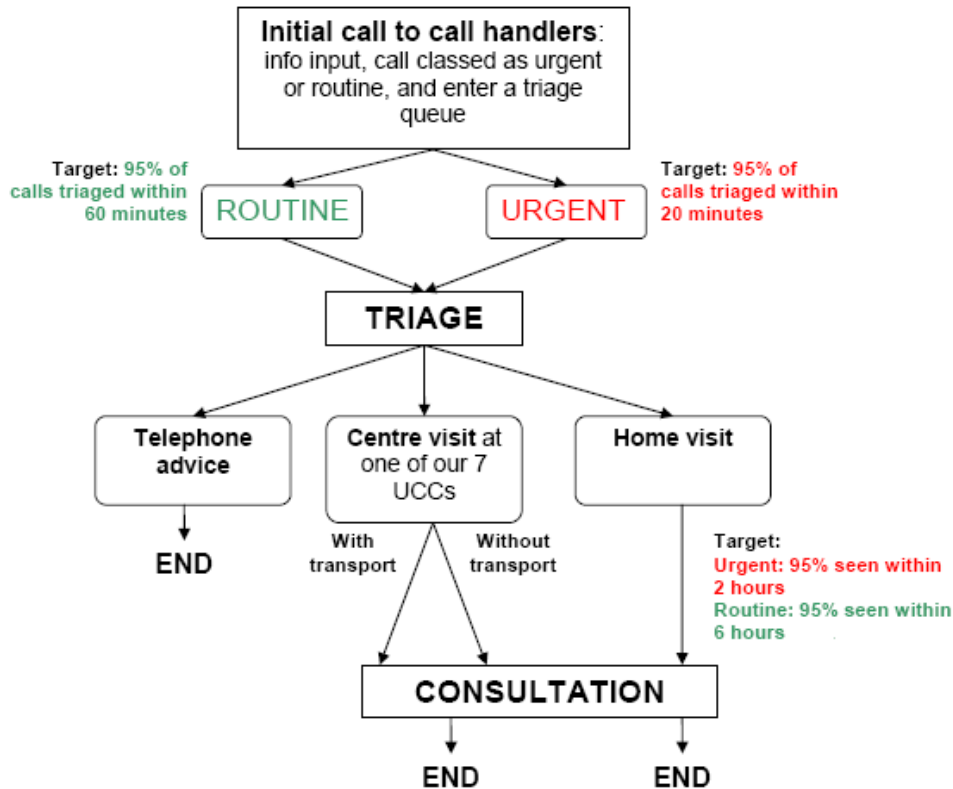 Initial call to call handlers:
info input, call classed as urgent
or routine, and enter a triage
queue
Target: 95% of
calls triaged within
60 minutes
ROUTINE
URGENT
Target: 95% of
calls triaged within
20 minutes
TRIAGE
Telephone
advice
Centre visit at
one of our 7
UCCs
Home visit
END
With
transport
Without
transport
Target:
Urgent: 95% seen within
2 hours
Routine: 95% seen within
6 hours
CONSULTATION
END
END